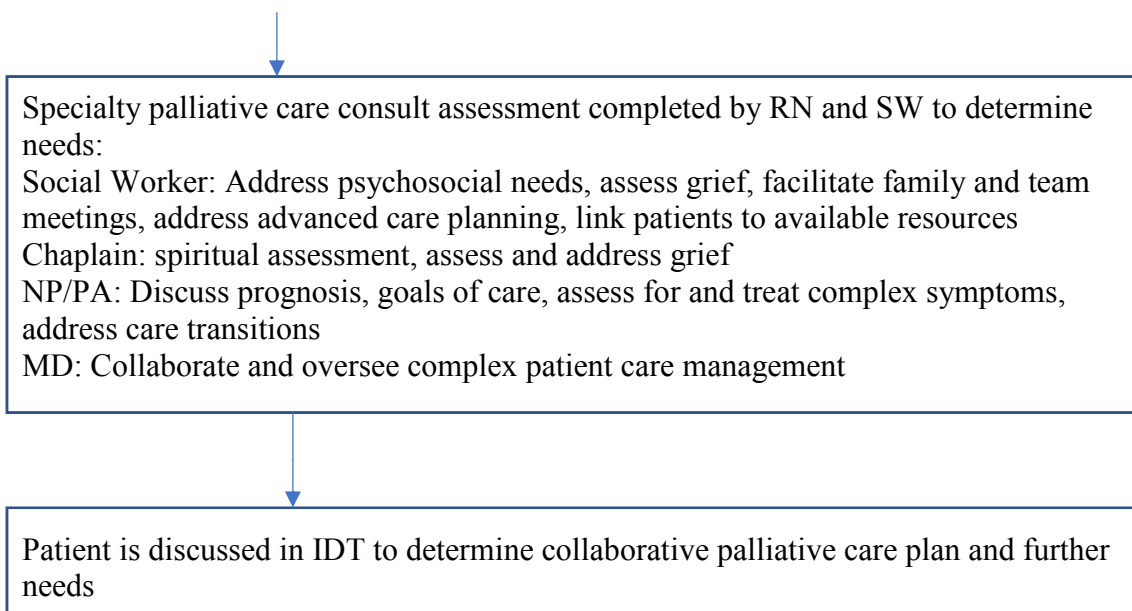 Specialty palliative care consult assessment completed by RN and SW to determine
needs:
Social Worker: Address psychosocial needs, assess grief, facilitate family and team
meetings, address advanced care planning, link patients to available resources
Chaplain: spiritual assessment, assess and address grief
NP/PA: Discuss prognosis, goals of care, assess for and treat complex symptoms,
address care transitions
MD: Collaborate and oversee complex patient care management
Patient is discussed in IDT to determine collaborative palliative care plan and further
needs